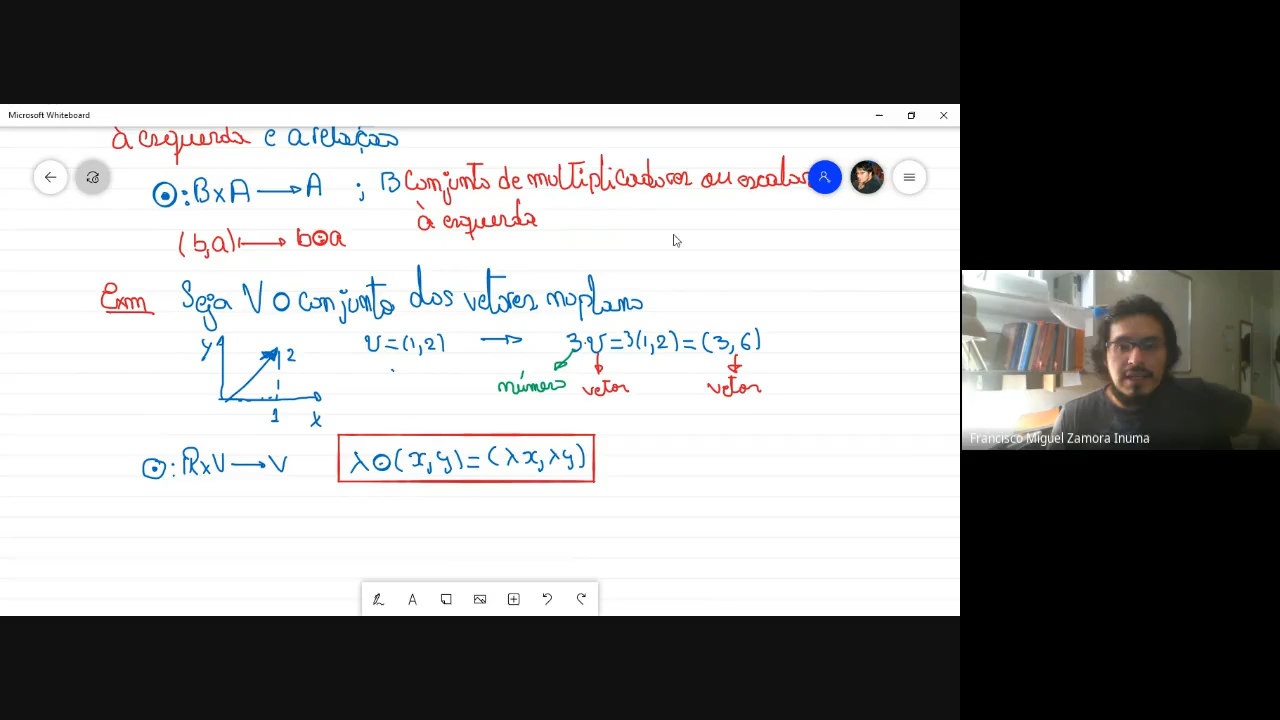 Microsoft Whiteboard
à esquerda e a relação
⊙: B x A → A ; B Conjunto de multiplicadores ou escalar
à esquerda
(b,a) ↦ b⊙a
Exm Seja V o conjunto dos vetores no plano
v = (1,2) → 3·v = 3(1,2) = (3,6)
y 2
número vetor vetor
1 x
⊙: R x V → V λ⊙(x,y) = (λx, λy)
A
Francisco Miguel Zamora Inuma